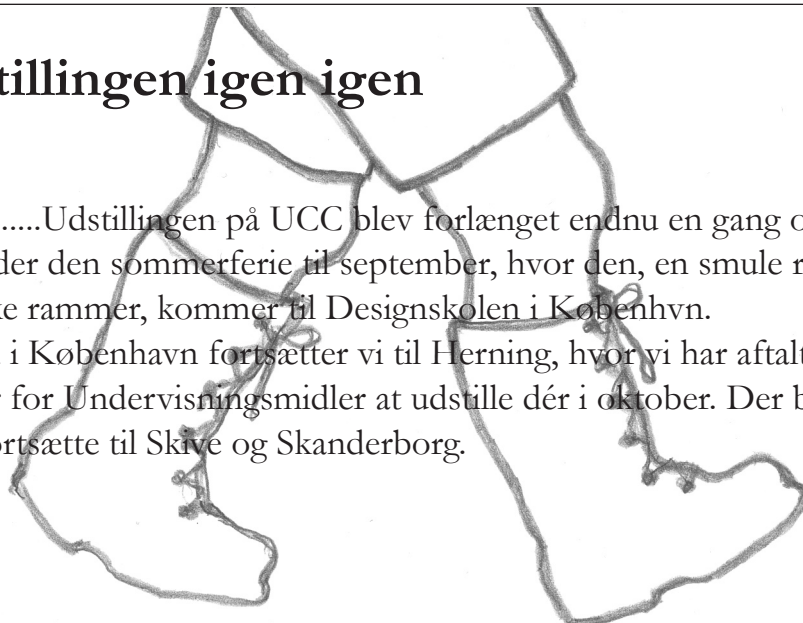 tillingen igen igen
.....Udstillingen på UCC blev forlænget endnu en gang
der den sommerferie til september, hvor den, en smule
rammer, kommer til Designskolen i Københvn.
i København fortsætter vi til Herning, hvor vi har aftalt
for Undervisningsmidler at udstille dér i oktober. Der
ortsætte til Skive og Skanderborg.